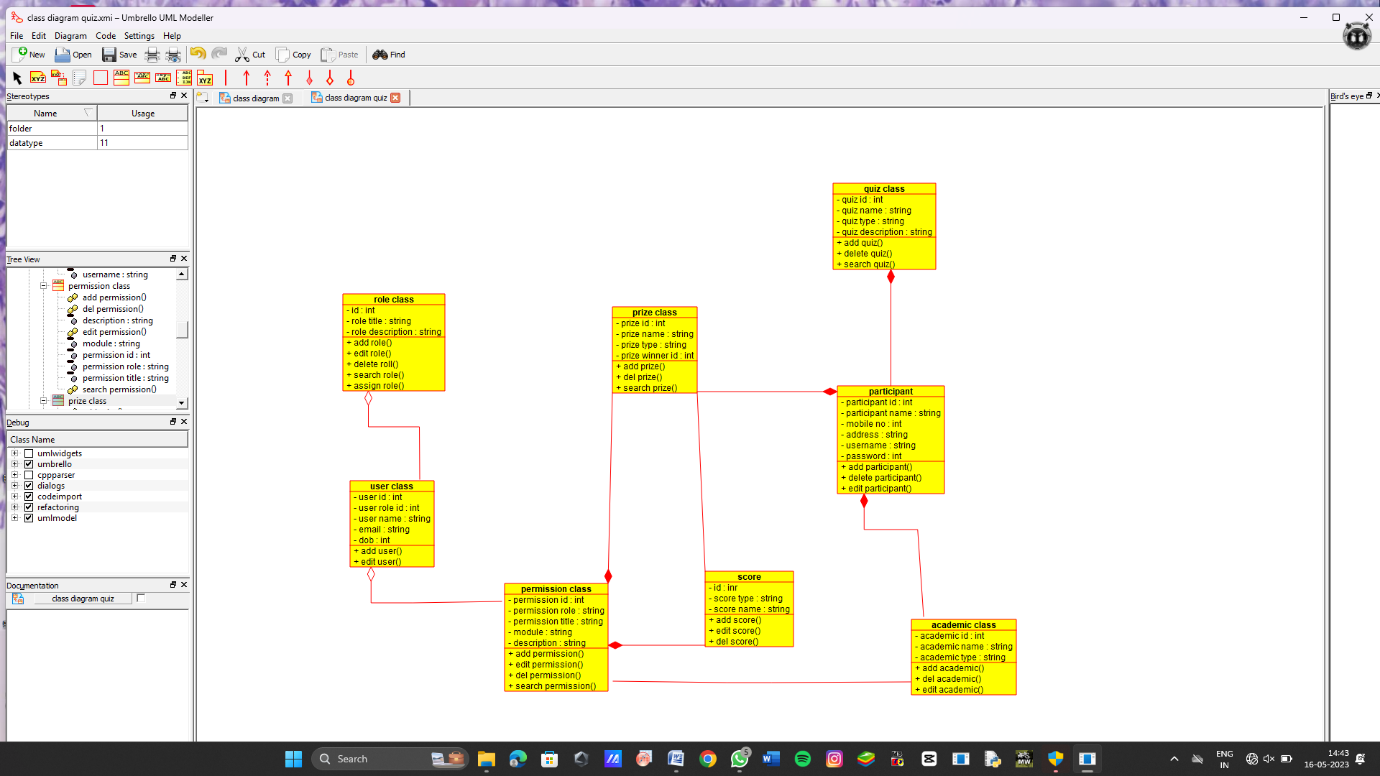 class diagram quiz.xmi – Umbrello UML Modeller
File Edit Diagram Code Settings Help
New Open Save Cut Copy Paste Find
Stereotypes
Name Usage
folder 1
datatype 11
class diagram class diagram quiz
Bird's eye
Tree View
username : string
permission class
add permission()
del permission()
description : string
edit permission()
module : string
permission id : int
permission role : string
permission title : string
search permission()
prize class
Debug
Class Name
umlwidgets
umbrello
cppparser
dialogs
codeimport
refactoring
umlmodel
Documentation
class diagram quiz
quiz class
- quiz id : int
- quiz name : string
- quiz type : string
- quiz description : string
+ add quiz()
+ delete quiz()
+ search quiz()
role class
- id : int
- role title : string
- role description : string
+ add role()
+ edit role()
+ delete roll()
+ search role()
+ assign role()
prize class
- prize id : int
- prize name : string
- prize type : string
- prize winner id : int
+ add prize()
+ del prize()
+ search prize()
participant
- participant id : int
- participant name : string
- mobile no : int
- address : string
- username : string
- password : int
+ add participant()
+ delete participant()
+ edit participant()
user class
- user id : int
- user role id : int
- user name : string
- email : string
- dob : int
+ add user()
+ edit user()
permission class
- permission id : int
- permission role : string
- permission title : string
- module : string
- description : string
+ add permission()
+ edit permission()
+ del permission()
+ search permission()
score
- id : inr
- score type : string
- score name : string
+ add score()
+ edit score()
+ del score()
academic class
- academic id : int
- academic name : string
- academic type : string
+ add academic()
+ del academic()
+ edit academic()
Search
ENG
IN
14:43
16-05-2023